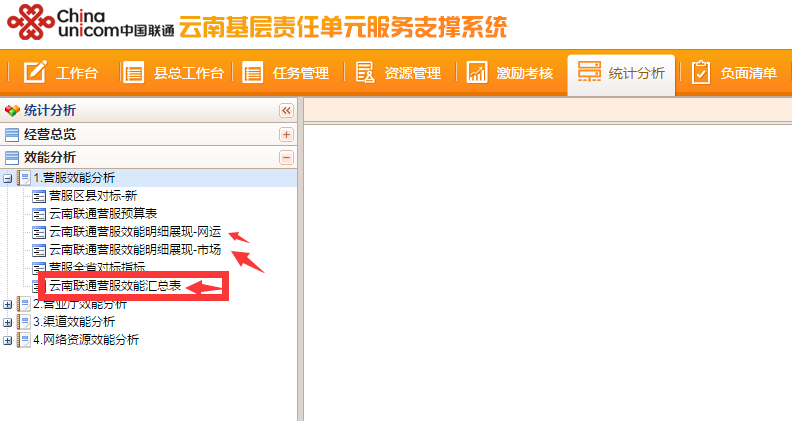 China
unicom中国联通
云南基层责任单元服务支撑系统
工作台 县总工作台 任务管理 资源管理 激励考核 统计分析 负面清单
统计分析
经营总览
效能分析
1.营服效能分析
营服区县对标-新
云南联通营服预算表
云南联通营服效能明细展现-网运
云南联通营服效能明细展现-市场
营服全省对标指标
云南联通营服效能汇总表
2.营业厅效能分析
3.渠道效能分析
4.网络资源效能分析